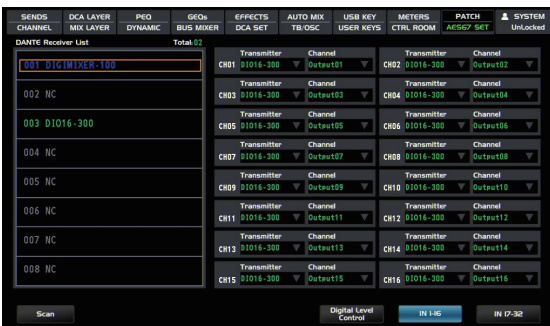 SENDS DCA LAYER PEQ GEQs EFFECTS AUTO MIX USB KEY METERS PATCH SYSTEM
CHANNEL MIX LAYER DYNAMIC BUS MIXER DCA SET TB/OSC USER KEYS CTRL ROOM AES67 SET UnLocked
DANTE Receiver List Total:02
001 DIGIMIXER-100
002 NC
003 DIO16-300
004 NC
005 NC
006 NC
007 NC
008 NC
Transmitter Channel Transmitter Channel
CH01 DIO16-300 Output01 CH02 DIO16-300 Output02
Transmitter Channel Transmitter Channel
CH03 DIO16-300 Output03 CH04 DIO16-300 Output04
Transmitter Channel Transmitter Channel
CH05 DIO16-300 Output05 CH06 DIO16-300 Output06
Transmitter Channel Transmitter Channel
CH07 DIO16-300 Output07 CH08 DIO16-300 Output08
Transmitter Channel Transmitter Channel
CH09 DIO16-300 Output09 CH10 DIO16-300 Output10
Transmitter Channel Transmitter Channel
CH11 DIO16-300 Output11 CH12 DIO16-300 Output12
Transmitter Channel Transmitter Channel
CH13 DIO16-300 Output13 CH14 DIO16-300 Output14
Transmitter Channel Transmitter Channel
CH15 DIO16-300 Output15 CH16 DIO16-300 Output16
Scan Digital Level Control IN 1-16 IN 17-32